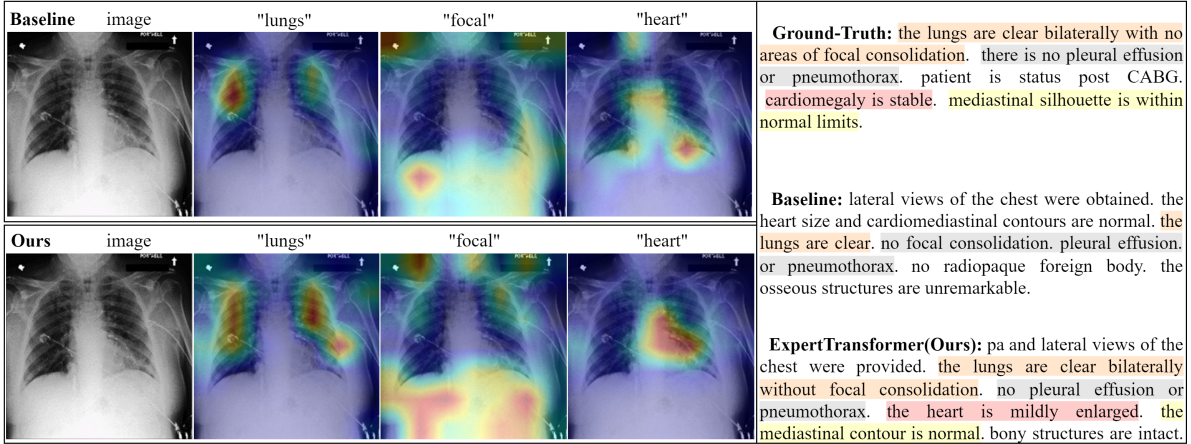 Baseline image "lungs" "focal" "heart"
PORTABLE
Ours image "lungs" "focal" "heart"
Ground-Truth: the lungs are clear bilaterally with no
areas of focal consolidation. there is no pleural effusion
or pneumothorax. patient is status post CABG.
cardiomegaly is stable. mediastinal silhouette is within
normal limits.
Baseline: lateral views of the chest were obtained. the
heart size and cardiomediastinal contours are normal. the
lungs are clear. no focal consolidation. pleural effusion.
or pneumothorax. no radiopaque foreign body. the
osseous structures are unremarkable.
ExpertTransformer(Ours): pa and lateral views of the
chest were provided. the lungs are clear bilaterally
without focal consolidation. no pleural effusion or
pneumothorax. the heart is mildly enlarged. the
mediastinal contour is normal. bony structures are intact.